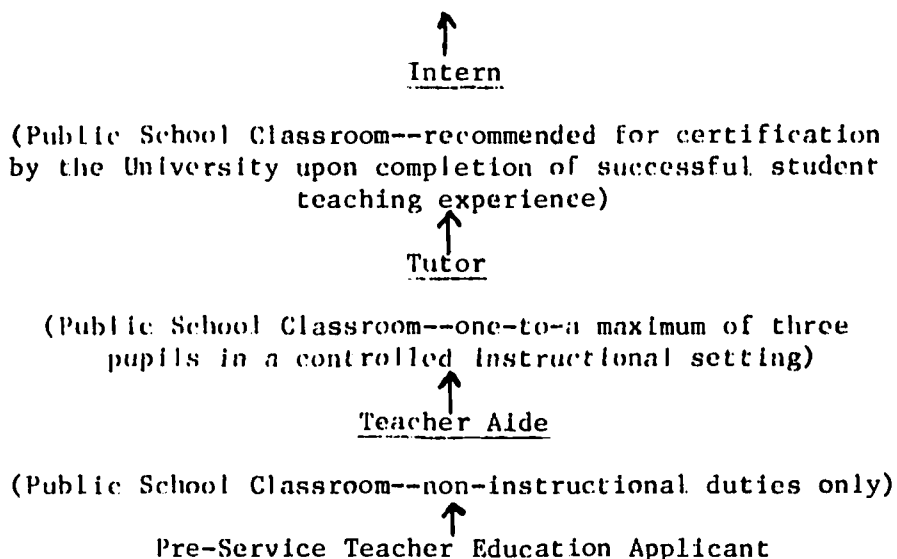 Intern
(Public School Classroom--recommended for certification
by the University upon completion of successful student
teaching experience)
Tutor
(Public School Classroom--one-to-a maximum of three
pupils in a controlled instructional setting)
Teacher Aide
(Public School Classroom--non-instructional duties only)
Pre-Service Teacher Education Applicant